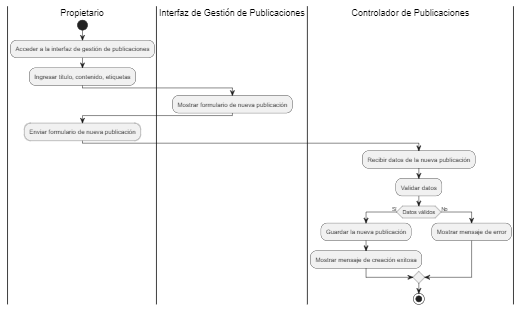 Propietario
Interfaz de Gestión de Publicaciones
Controlador de Publicaciones
Acceder a la interfaz de gestión de publicaciones
Ingresar título, contenido, etiquetas
Mostrar formulario de nueva publicación
Enviar formulario de nueva publicación
Recibir datos de la nueva publicación
Validar datos
Sí
Datos válidos
No
Guardar la nueva publicación
Mostrar mensaje de error
Mostrar mensaje de creación exitosa